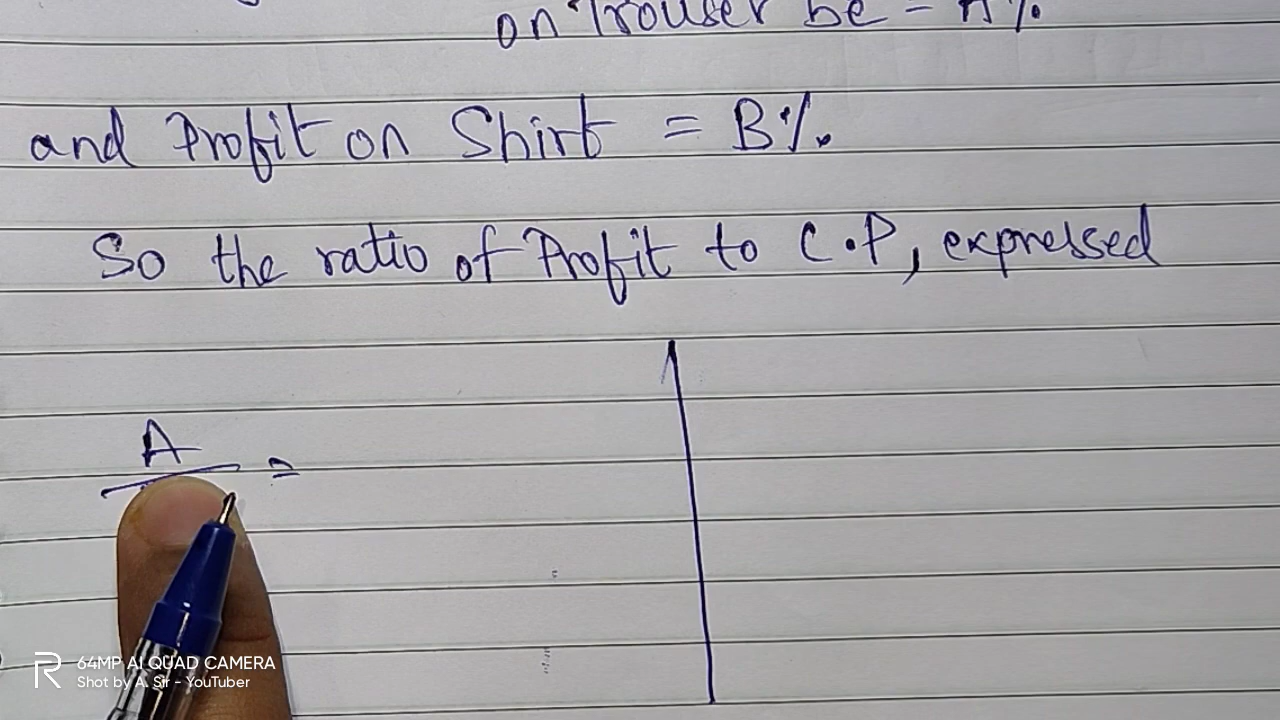 on Trouser be = A%
and Profit on Shirt = B%.
So the ratio of Profit to C.P, expressed
A =
64MP AI QUAD CAMERA
Shot by A. Sir - YouTuber